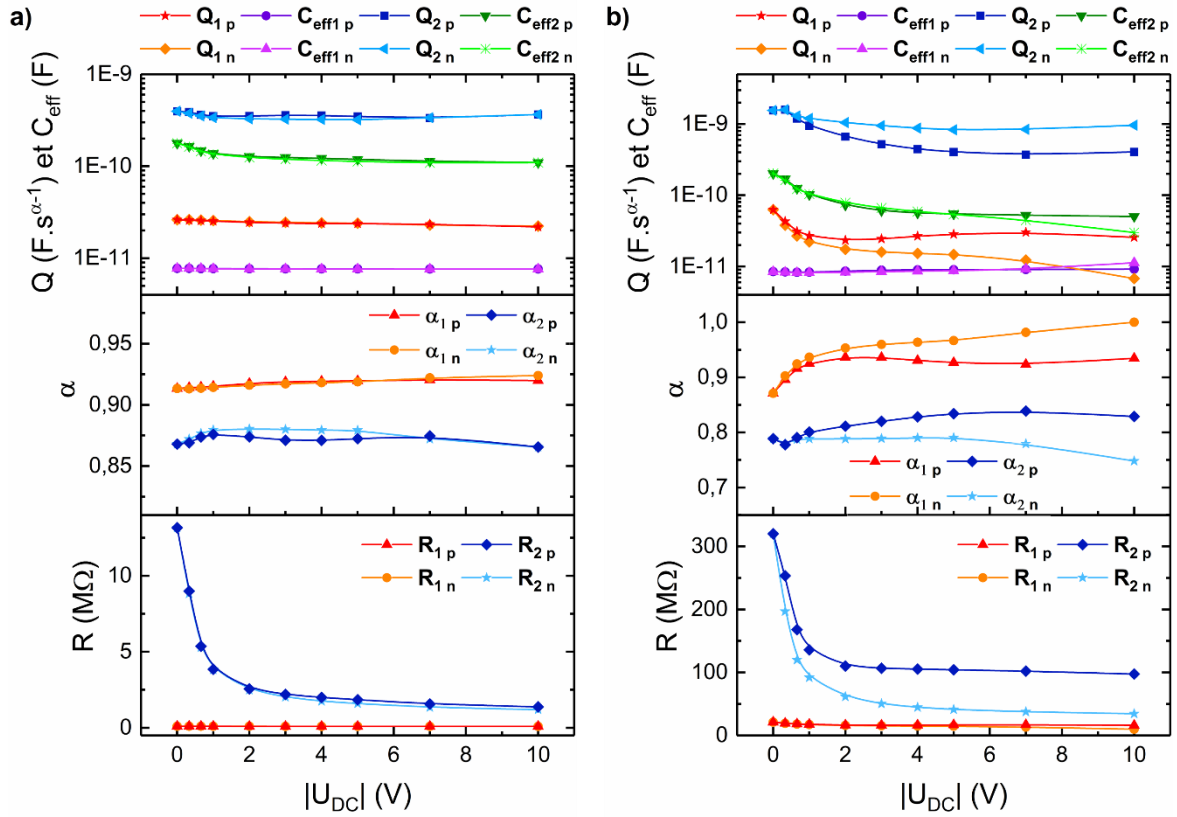 a)
Q1 p Ceff1 p Q2 p Ceff2 p
Q1 n Ceff1 n Q2 n Ceff2 n
Q (F.s^α-1) et Ceff (F)
1E-9
1E-10
1E-11
α1 p α2 p
α1 n α2 n
α
0,95
0,90
0,85
R1 p R2 p
R1 n R2 n
R (MΩ)
10
5
0
0 2 4 6 8 10
|UDC| (V)
b)
Q1 p Ceff1 p Q2 p Ceff2 p
Q1 n Ceff1 n Q2 n Ceff2 n
Q (F.s^α-1) et Ceff (F)
1E-9
1E-10
1E-11
α
1,0
0,9
0,8
0,7
α1 p α2 p
α1 n α2 n
R1 p R2 p
R1 n R2 n
R (MΩ)
300
200
100
0
0 2 4 6 8 10
|UDC| (V)